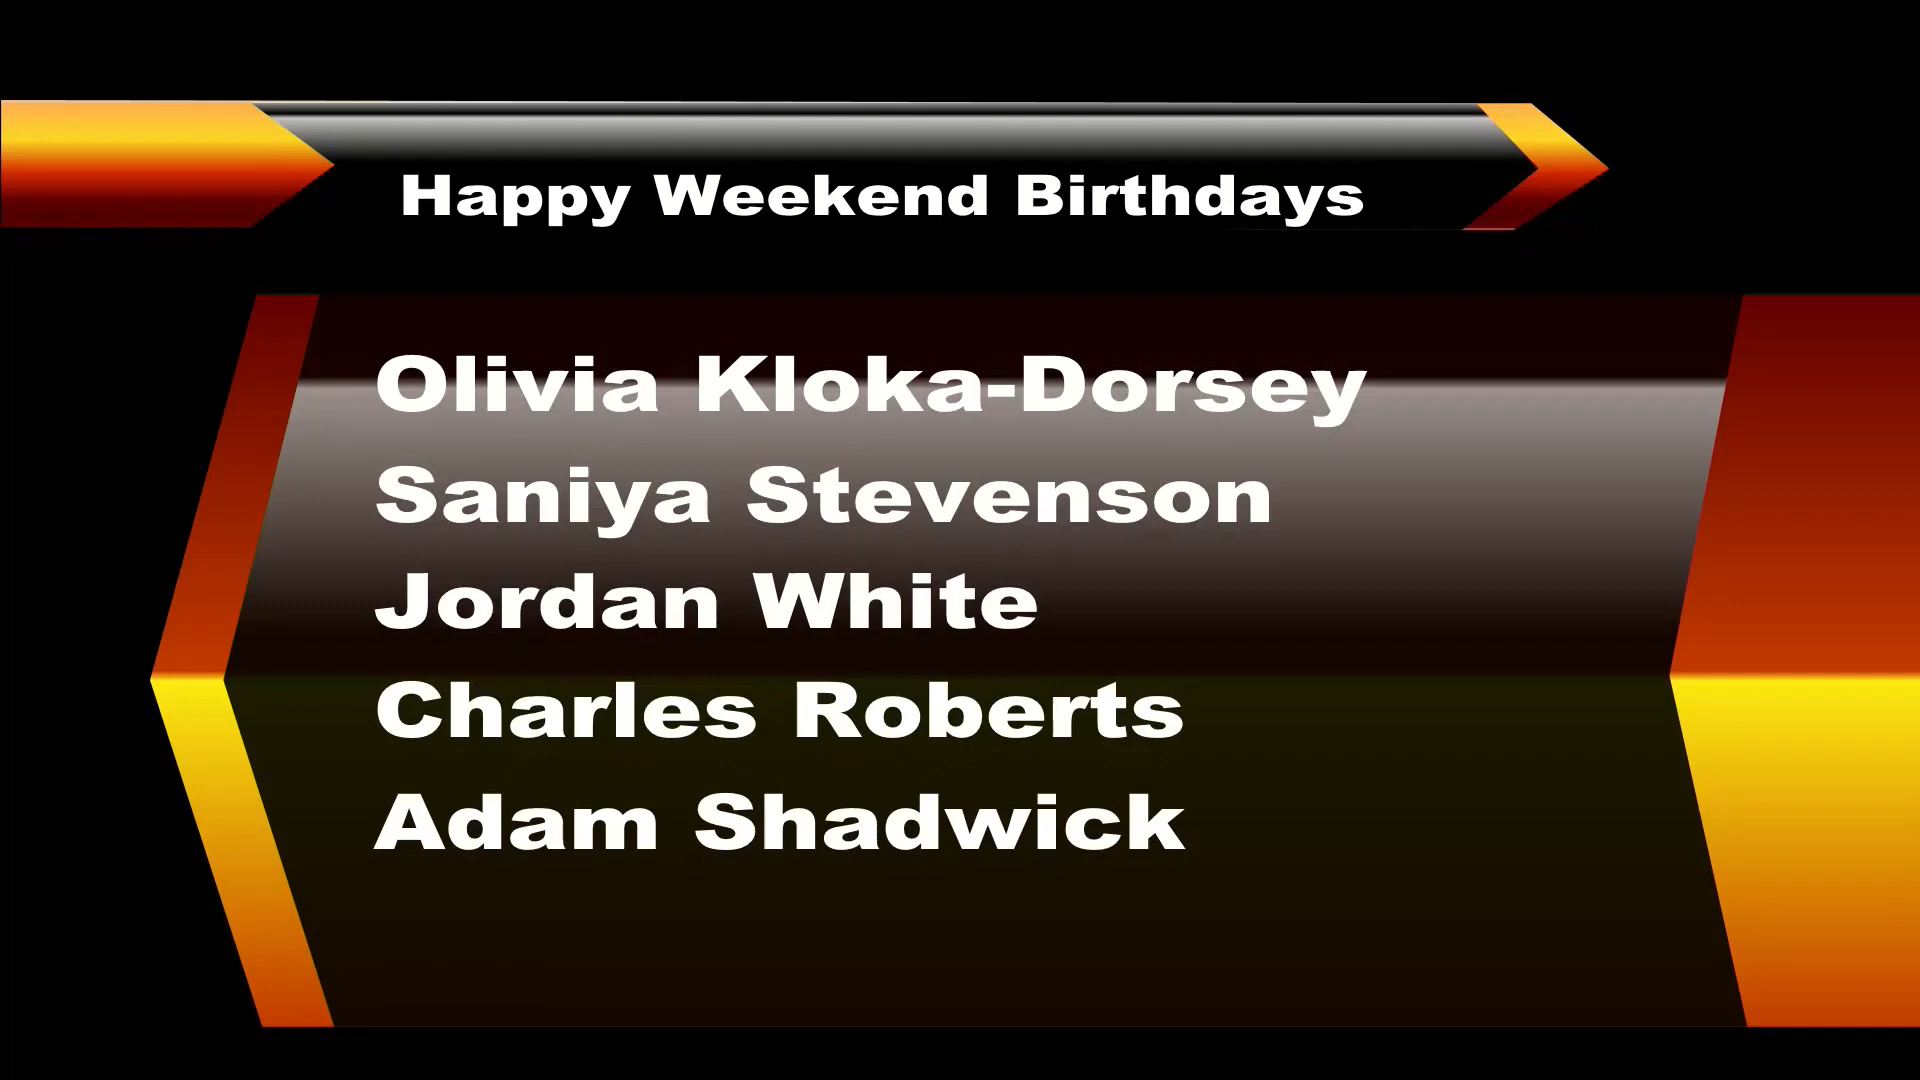 Happy Weekend Birthdays
Olivia Kloka-Dorsey
Saniya Stevenson
Jordan White
Charles Roberts
Adam Shadwick